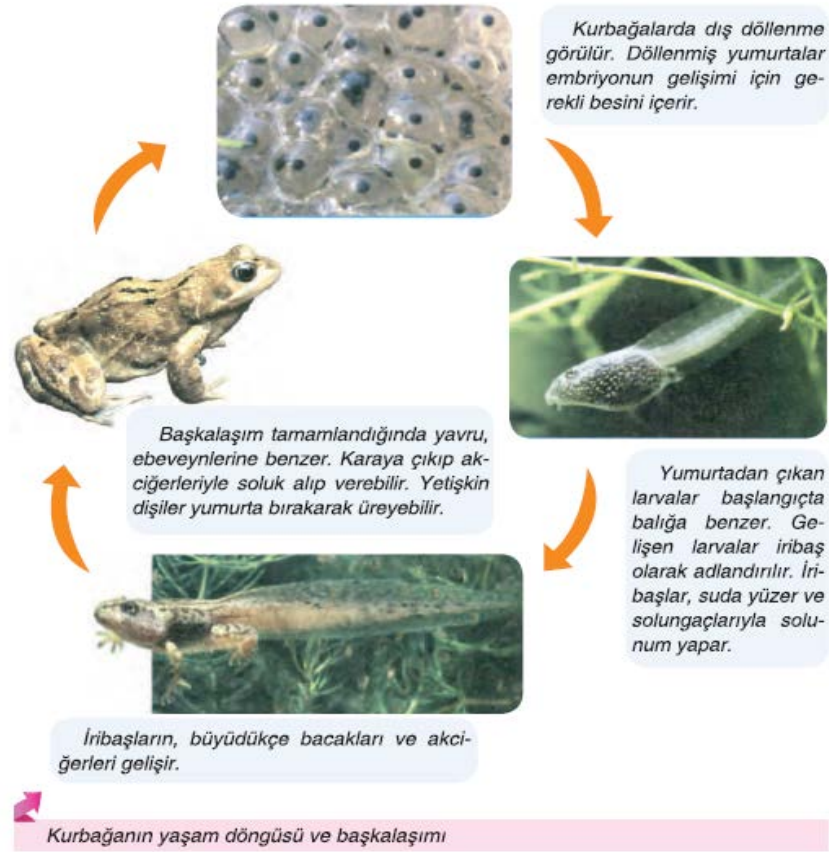 Kurbağalarda dış döllenme
görülür. Döllenmiş yumurtalar
embriyonun gelişimi için ge-
rekli besini içerir.
Yumurtadan çıkan
larvalar başlangıçta
balığa benzer. Ge-
lişen larvalar iribaş
olarak adlandırılır. İri-
başlar, suda yüzer ve
solungaçlarıyla solu-
num yapar.
İribaşların, büyüdükçe bacakları ve akci-
ğerleri gelişir.
Başkalaşım tamamlandığında yavru,
ebeveynlerine benzer. Karaya çıkıp ak-
ciğerleriyle soluk alıp verebilir. Yetişkin
dişiler yumurta bırakarak üreyebilir.
Kurbağanın yaşam döngüsü ve başkalaşımı